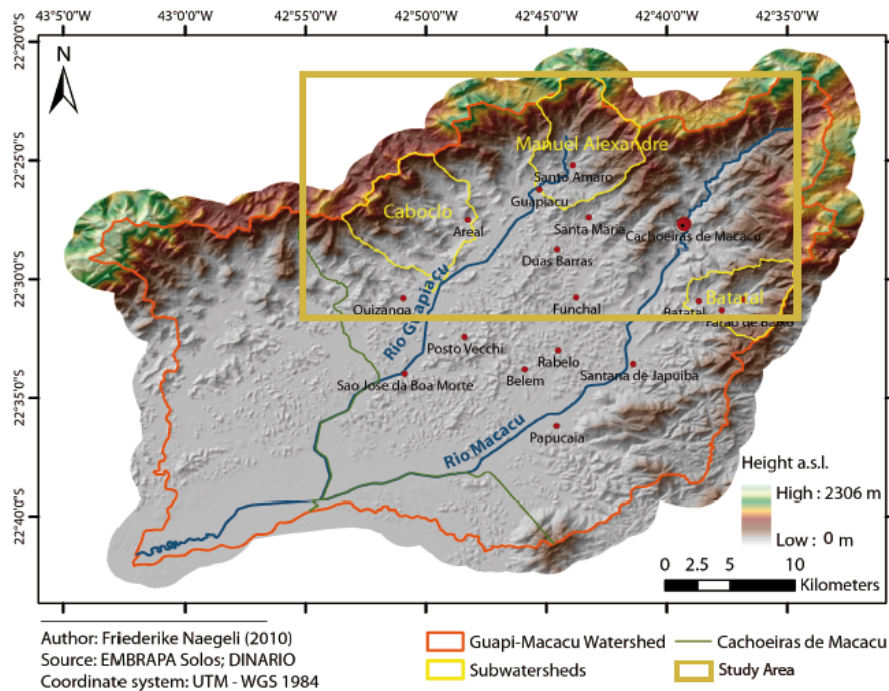 43°5'5"S 43°0'0"S 42°55'0"S 42°50'0"S 42°45'0"S 42°40'0"S 42°35'0"S
22°20'0"S
22°25'0"S
22°30'0"S
22°35'0"S
22°40'0"S
N
Manuel Alexandre
Santo Amaro
Caboclo
Guapiacu
Areal
Santa Maria
Cachoeiras de Macacu
Duas Barras
Rio Guapiacu
Quizanga
Funchal
Batatal
Batatal
Farao de Baixo
Posto Vecchi
Rabelo
Sao Jose da Boa Morte
Belem
Santana de Japuiba
Papucaia
Rio Macacu
Height a.s.l.
High : 2306 m
Low : 0 m
0 2.5 5 10
Kilometers
Author: Friederike Naegeli (2010)
Source: EMBRAPA Solos; DINARIO
Coordinate system: UTM - WGS 1984
Guapi-Macacu Watershed
Cachoeiras de Macacu
Subwatersheds
Study Area